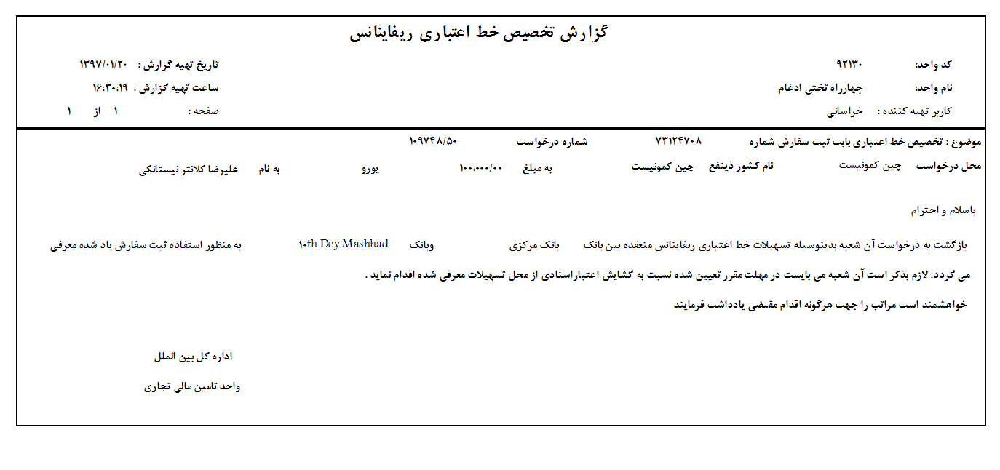 گزارش تخصیص خط اعتباری ریفاینانس
کد واحد: ۹۲۱۳۰ تاریخ تهیه گزارش : ۱۳۹۷/۰۱/۲۰
نام واحد: چهارراه تختی ادغام ساعت تهیه گزارش : ۱۶:۳۰:۱۹
کاربر تهیه کننده : خراسانی صفحه : ۱ از ۱
موضوع : تخصیص خط اعتباری بابت ثبت سفارش شماره ۷۳۱۲۴۷۰۸ شماره درخواست ۱۰۹۷۴۸/۵۰
محل درخواست چین کمونیست نام کشور ذینفع چین کمونیست به مبلغ ۱۰۰،۰۰۰/۰۰ یورو به نام علیرضا کلانتر نیستانکی
باسلام و احترام
بازگشت به درخواست آن شعبه بدینوسیله تسهیلات خط اعتباری ریفاینانس منعقده بین بانک بانک مرکزی وبانک ۱۰th Dey Mashhad به منظور استفاده ثبت سفارش یاد شده معرفی
می گردد. لازم بذکر است آن شعبه می بایست در مهلت مقرر تعیین شده نسبت به گشایش اعتباراسنادی از محل تسهیلات معرفی شده اقدام نماید .
خواهشمند است مراتب را جهت هرگونه اقدام مقتضی یادداشت فرمایند
اداره کل بین الملل
واحد تامین مالی تجاری